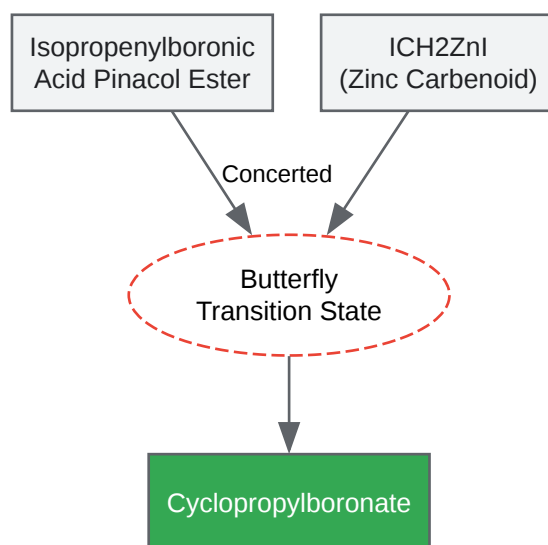 Isopropenylboronic
Acid Pinacol Ester
ICH2ZnI
(Zinc Carbenoid)
Concerted
Butterfly
Transition State
Cyclopropylboronate